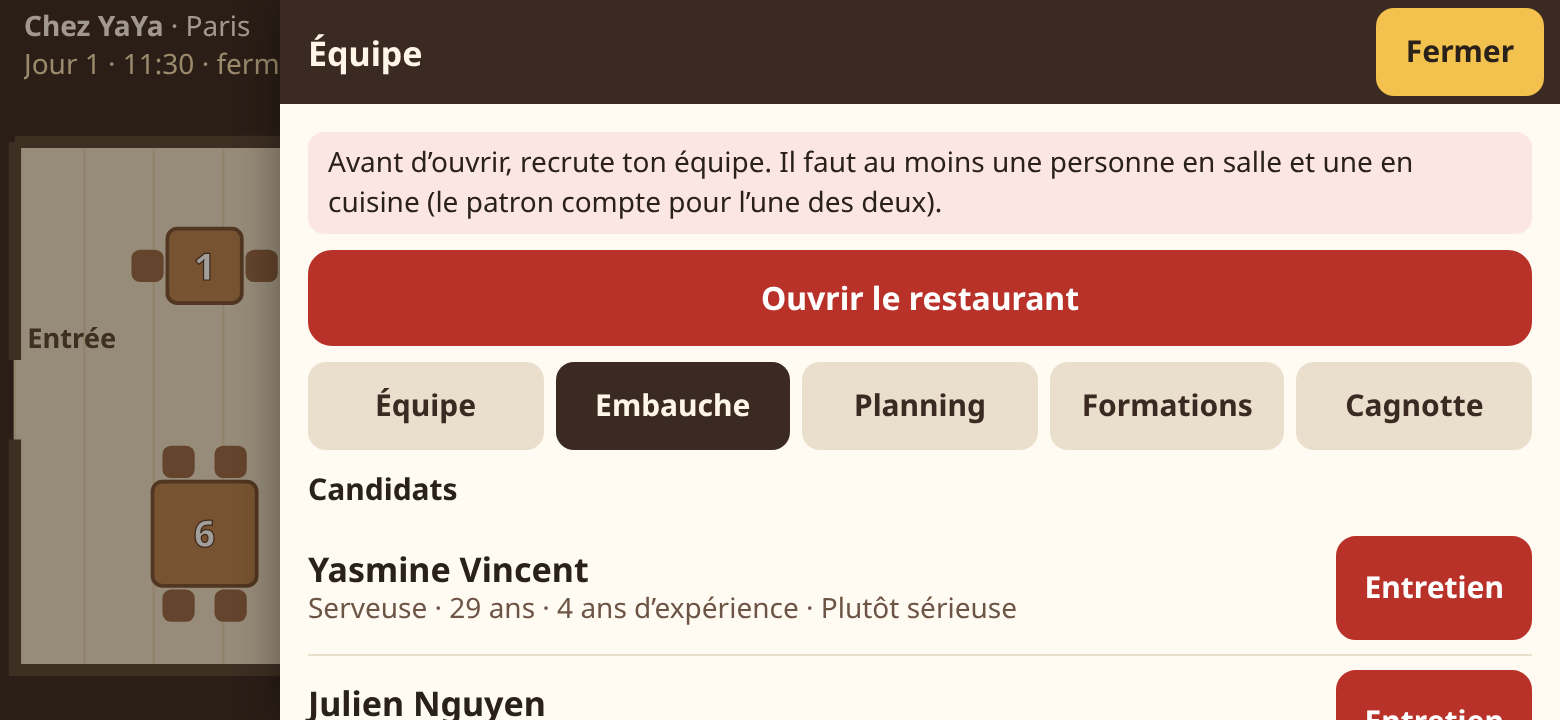 Chez YaYa · Paris
Jour 1 · 11:30 · ferm
1
Entrée
6
Équipe
Fermer
Avant d’ouvrir, recrute ton équipe. Il faut au moins une personne en salle et une en
cuisine (le patron compte pour l’une des deux).
Ouvrir le restaurant
Équipe
Embauche
Planning
Formations
Cagnotte
Candidats
Yasmine Vincent
Serveuse · 29 ans · 4 ans d’expérience · Plutôt sérieuse
Entretien
Julien Nguyen
Entretien